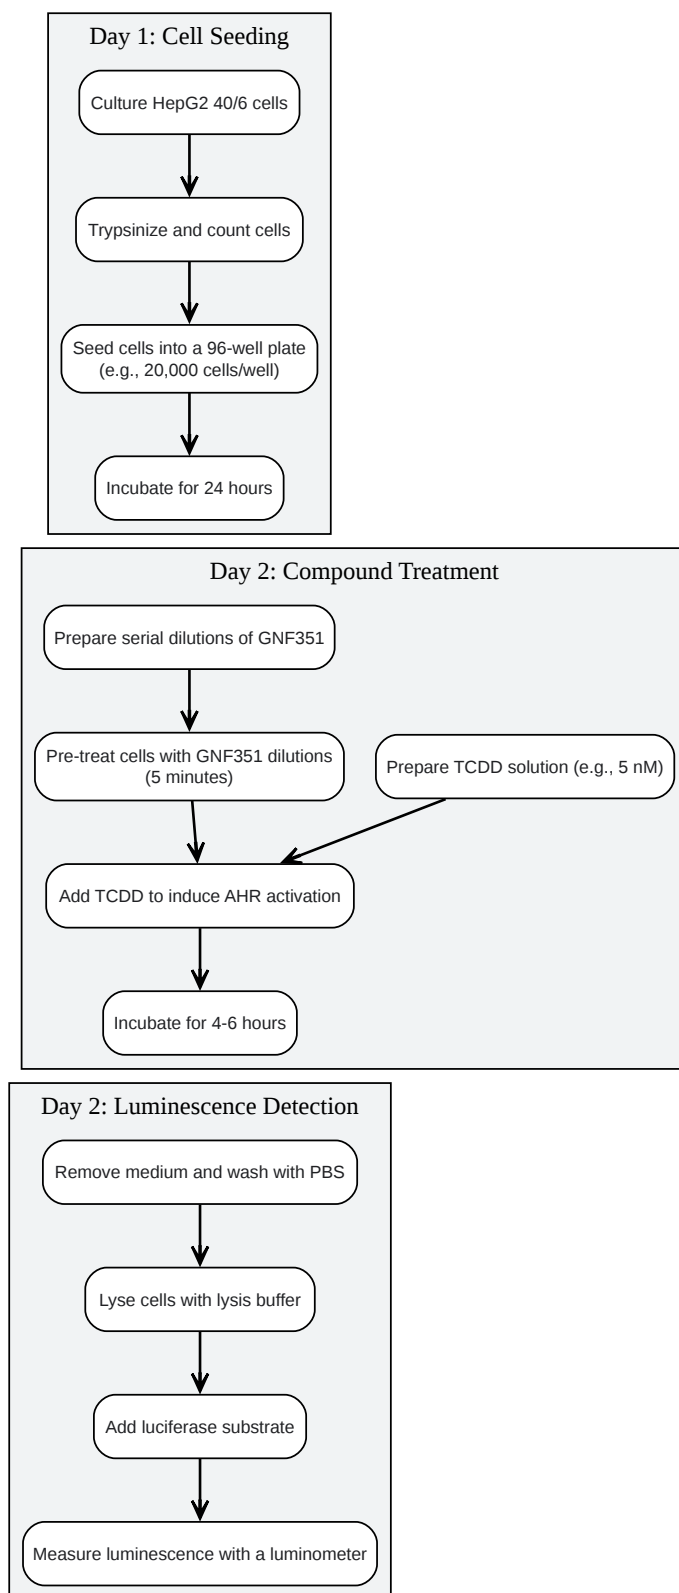 Day 1: Cell Seeding
Culture HepG2 40/6 cells
Trypsinize and count cells
Seed cells into a 96-well plate
(e.g., 20,000 cells/well)
Incubate for 24 hours
Day 2: Compound Treatment
Prepare serial dilutions of GNF351
Pre-treat cells with GNF351 dilutions
(5 minutes)
Prepare TCDD solution (e.g., 5 nM)
Add TCDD to induce AHR activation
Incubate for 4-6 hours
Day 2: Luminescence Detection
Remove medium and wash with PBS
Lyse cells with lysis buffer
Add luciferase substrate
Measure luminescence with a luminometer